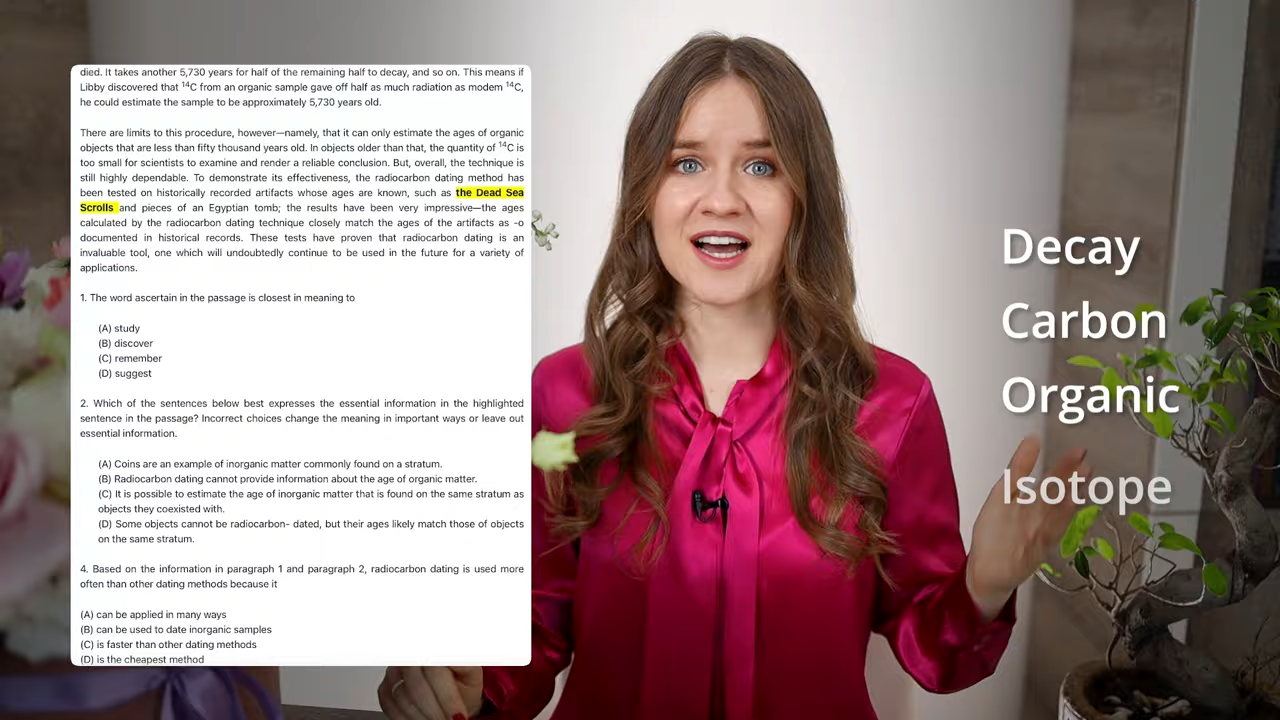 died. It takes another 5,730 years for half of the remaining half to decay, and so on. This means if
Libby discovered that ¹⁴C from an organic sample gave off half as much radiation as modem ¹⁴C,
he could estimate the sample to be approximately 5,730 years old.
There are limits to this procedure, however—namely, that it can only estimate the ages of organic
objects that are less than fifty thousand years old. In objects older than that, the quantity of ¹⁴C is
too small for scientists to examine and render a reliable conclusion. But, overall, the technique is
still highly dependable. To demonstrate its effectiveness, the radiocarbon dating method has
been tested on historically recorded artifacts whose ages are known, such as the Dead Sea
Scrolls and pieces of an Egyptian tomb; the results have been very impressive—the ages
calculated by the radiocarbon dating technique closely match the ages of the artifacts as -o
documented in historical records. These tests have proven that radiocarbon dating is an
invaluable tool, one which will undoubtedly continue to be used in the future for a variety of
applications.
1. The word ascertain in the passage is closest in meaning to
(A) study
(B) discover
(C) remember
(D) suggest
2. Which of the sentences below best expresses the essential information in the highlighted
sentence in the passage? Incorrect choices change the meaning in important ways or leave out
essential information.
(A) Coins are an example of inorganic matter commonly found on a stratum.
(B) Radiocarbon dating cannot provide information about the age of organic matter.
(C) It is possible to estimate the age of inorganic matter that is found on the same stratum as
objects they coexisted with.
(D) Some objects cannot be radiocarbon- dated, but their ages likely match those of objects
on the same stratum.
4. Based on the information in paragraph 1 and paragraph 2, radiocarbon dating is used more
often than other dating methods because it
(A) can be applied in many ways
(B) can be used to date inorganic samples
(C) is faster than other dating methods
(D) is the cheapest method
Decay
Carbon
Organic
Isotope